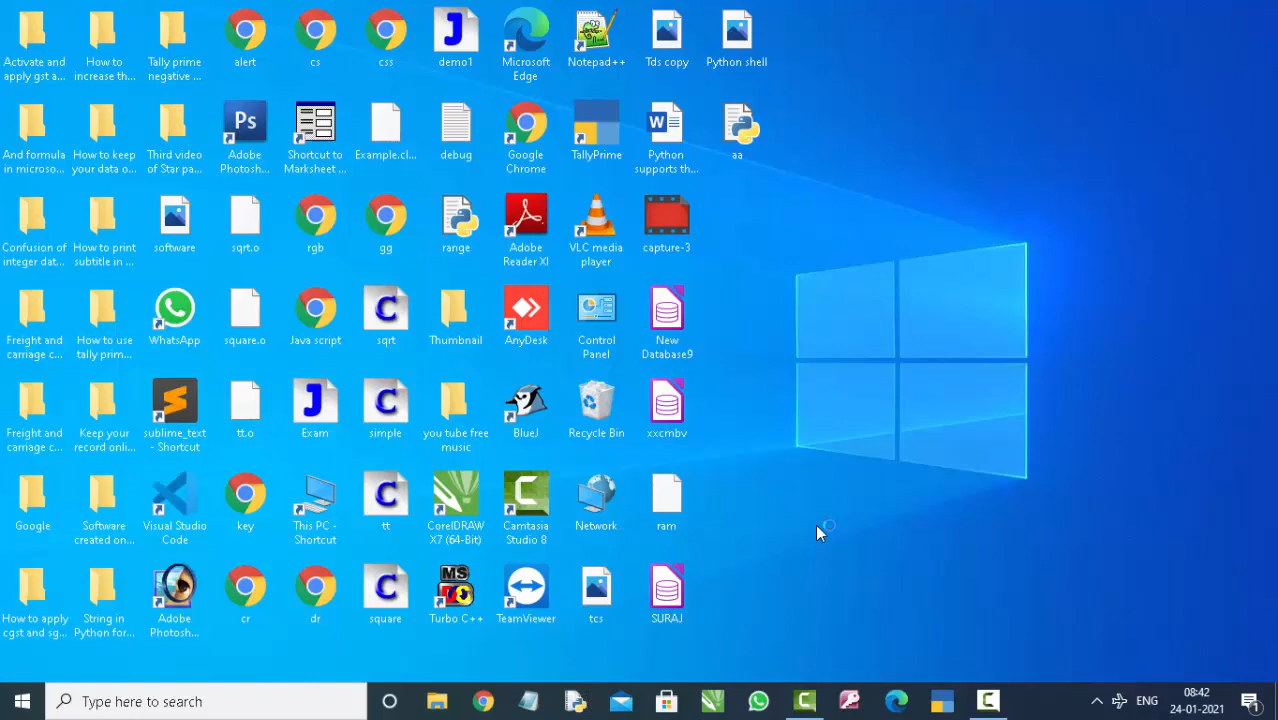 Activate and
apply gst a...
How to
increase th...
Tally prime
negative ...
alert
cs
css
demo1
Microsoft
Edge
Notepad++
Tds copy
Python shell
And formula
in microso...
How to keep
your data o...
Third video
of Star pa...
Ps
Adobe
Photosh...
Shortcut to
Marksheet ...
Example.cl...
debug
Google
Chrome
TallyPrime
Python
supports th...
aa
Confusion of
integer dat...
How to print
subtitle in ...
software
sqrt.o
rgb
gg
range
Adobe
Reader XI
VLC media
player
capture-3
Freight and
carriage c...
How to use
tally prim...
WhatsApp
square.o
Java script
sqrt
Thumbnail
AnyDesk
Control
Panel
New
Database9
Freight and
carriage c...
Keep your
record onli...
sublime_text
- Shortcut
tt.o
Exam
simple
you tube free
music
BlueJ
Recycle Bin
xxcmbv
Google
Software
created on...
Visual Studio
Code
key
This PC -
Shortcut
tt
CorelDRAW
X7 (64-Bit)
Camtasia
Studio 8
Network
ram
How to apply
cgst and sg...
String in
Python for...
Adobe
Photosh...
cr
dr
square
MS
Turbo C++
TeamViewer
tcs
SURAJ
Type here to search
ENG
08:42
24-01-2021
1